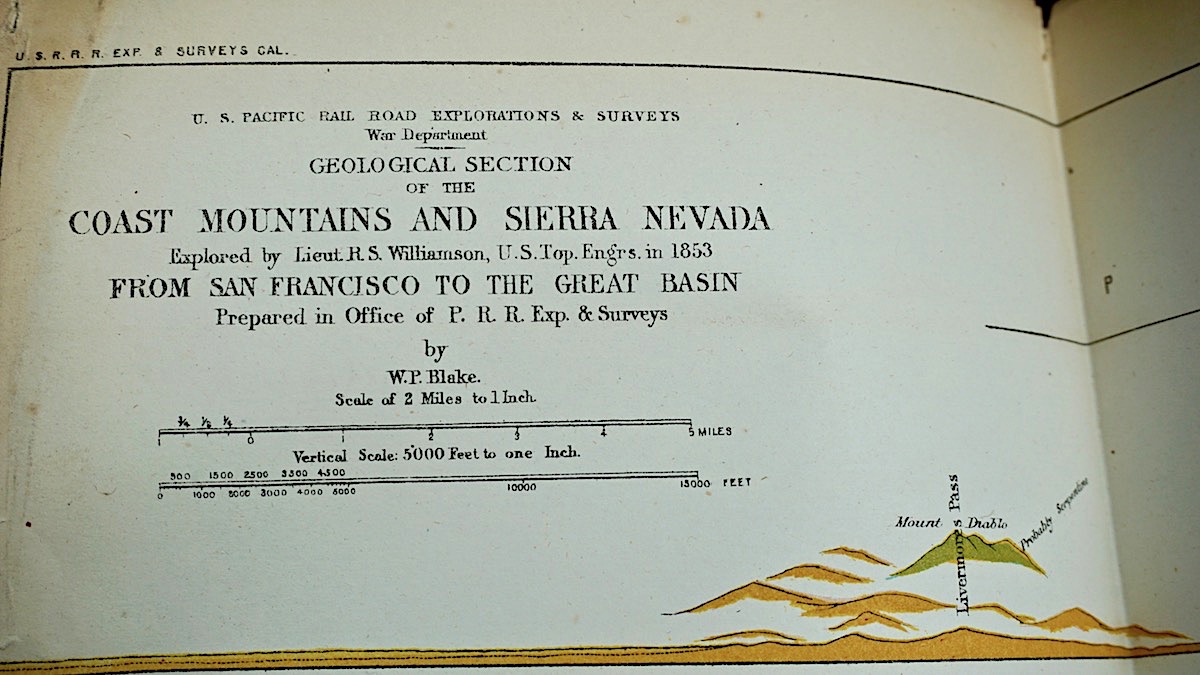 U. S. R. R. R. EXP. & SURVEYS CAL.
U. S. PACIFIC RAIL ROAD EXPLORATIONS & SURVEYS
War Department
GEOLOGICAL SECTION
OF THE
COAST MOUNTAINS AND SIERRA NEVADA
Explored by Lieut. R. S. Williamson, U. S. Top. Engrs. in 1853
FROM SAN FRANCISCO TO THE GREAT BASIN
Prepared in Office of P. R. R. Exp. & Surveys
by
W. P. Blake.
Scale of 2 Miles to 1 Inch.
¾ ½ ¼
1 0 1 2 3 4 5 MILES
Vertical Scale: 5000 Feet to one Inch.
500 1500 2500 3500 4500
0 1000 2000 3000 4000 5000 10000 15000 FEET
P
Livermore's Pass
Mount Diablo
Probably Serpentine